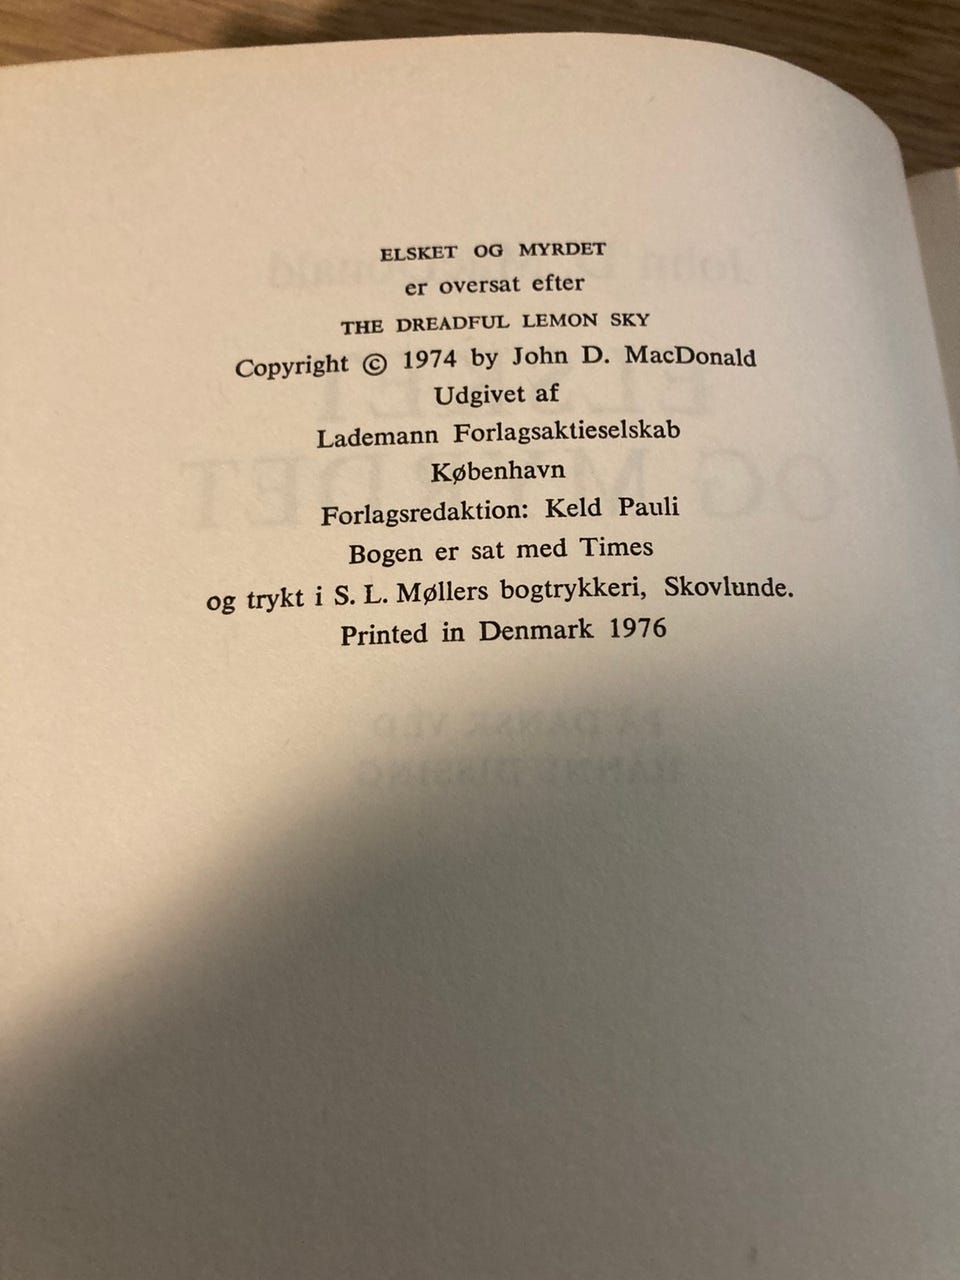 ELSKET OG MYRDET
er oversat efter
THE DREADFUL LEMON SKY
Copyright © 1974 by John D. MacDonald
Udgivet af
Lademann Forlagsaktieselskab
København
Forlagsredaktion: Keld Pauli
Bogen er sat med Times
og trykt i S. L. Møllers bogtrykkeri, Skovlunde.
Printed in Denmark 1976